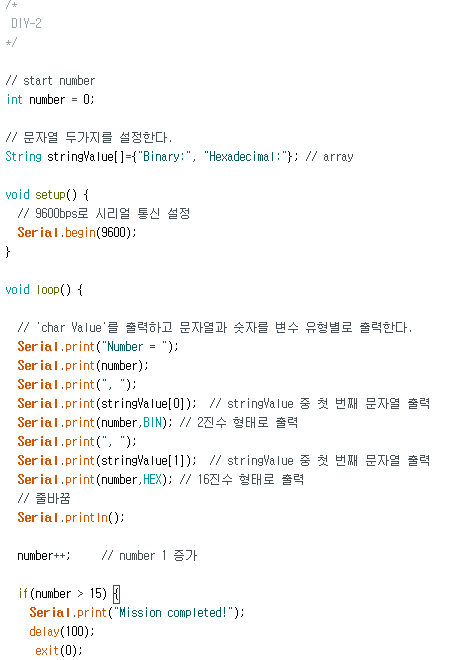 /*
DIY-2
*/
// start number
int number = 0;
// 문자열 두가지를 설정한다.
String stringValue[]={"Binary:", "Hexadecimal:"}; // array
void setup() {
// 9600bps로 시리얼 통신 설정
Serial.begin(9600);
}
void loop() {
// 'char Value'를 출력하고 문자열과 숫자를 변수 유형별로 출력한다.
Serial.print("Number = ");
Serial.print(number);
Serial.print(", ");
Serial.print(stringValue[0]); // stringValue 중 첫 번째 문자열 출력
Serial.print(number,BIN); // 2진수 형태로 출력
Serial.print(", ");
Serial.print(stringValue[1]); // stringValue 중 첫 번째 문자열 출력
Serial.print(number,HEX); // 16진수 형태로 출력
// 줄바꿈
Serial.println();
number++; // number 1 증가
if(number > 15) {
Serial.print("Mission completed!");
delay(100);
exit(0);